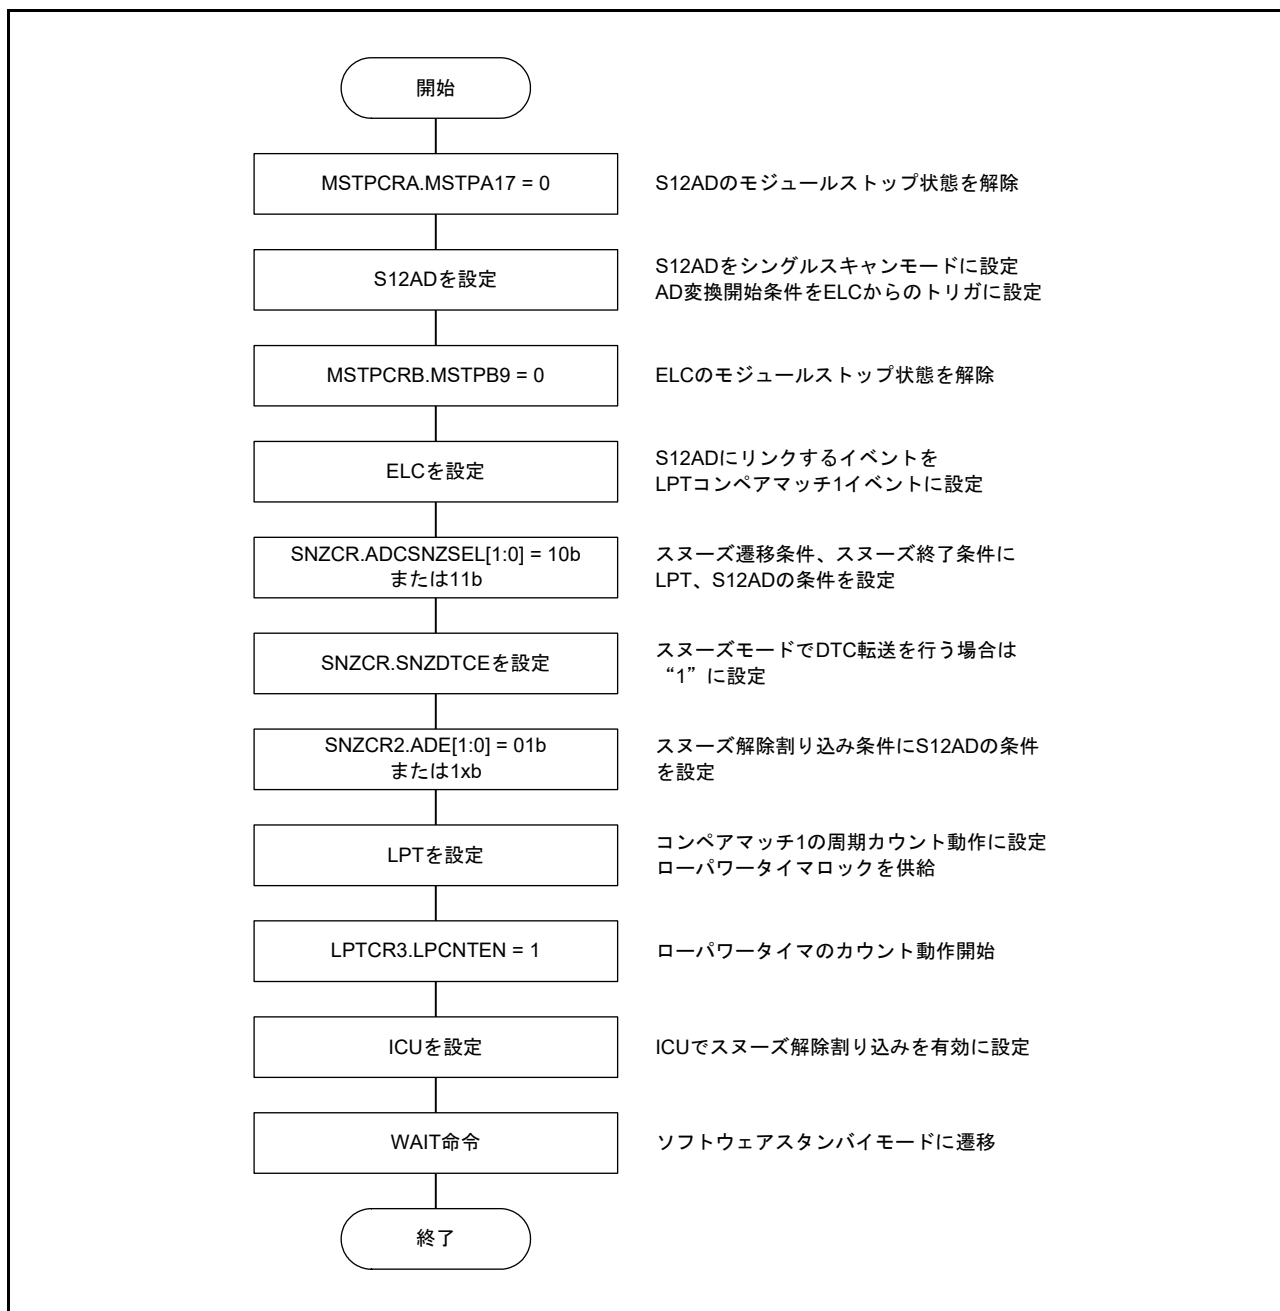 開始
MSTPCRA.MSTPA17 = 0
S12ADのモジュールストップ状態を解除
S12ADを設定
S12ADをシングルスキャンモードに設定
AD変換開始条件をELCからのトリガに設定
MSTPCRB.MSTPB9 = 0
ELCのモジュールストップ状態を解除
ELCを設定
S12ADにリンクするイベントを
LPTコンペアマッチ1イベントに設定
SNZCR.ADCSNZSEL[1:0] = 10b
または11b
スヌーズ遷移条件、スヌーズ終了条件に
LPT、S12ADの条件を設定
SNZCR.SNZDTCEを設定
スヌーズモードでDTC転送を行う場合は
“1”に設定
SNZCR2.ADE[1:0] = 01b
または1xb
スヌーズ解除割り込み条件にS12ADの条件
を設定
LPTを設定
コンペアマッチ1の周期カウント動作に設定
ローパワータイマロックを供給
LPTCR3.LPCNTEN = 1
ローパワータイマのカウント動作開始
ICUを設定
ICUでスヌーズ解除割り込みを有効に設定
WAIT命令
ソフトウェアスタンバイモードに遷移
終了